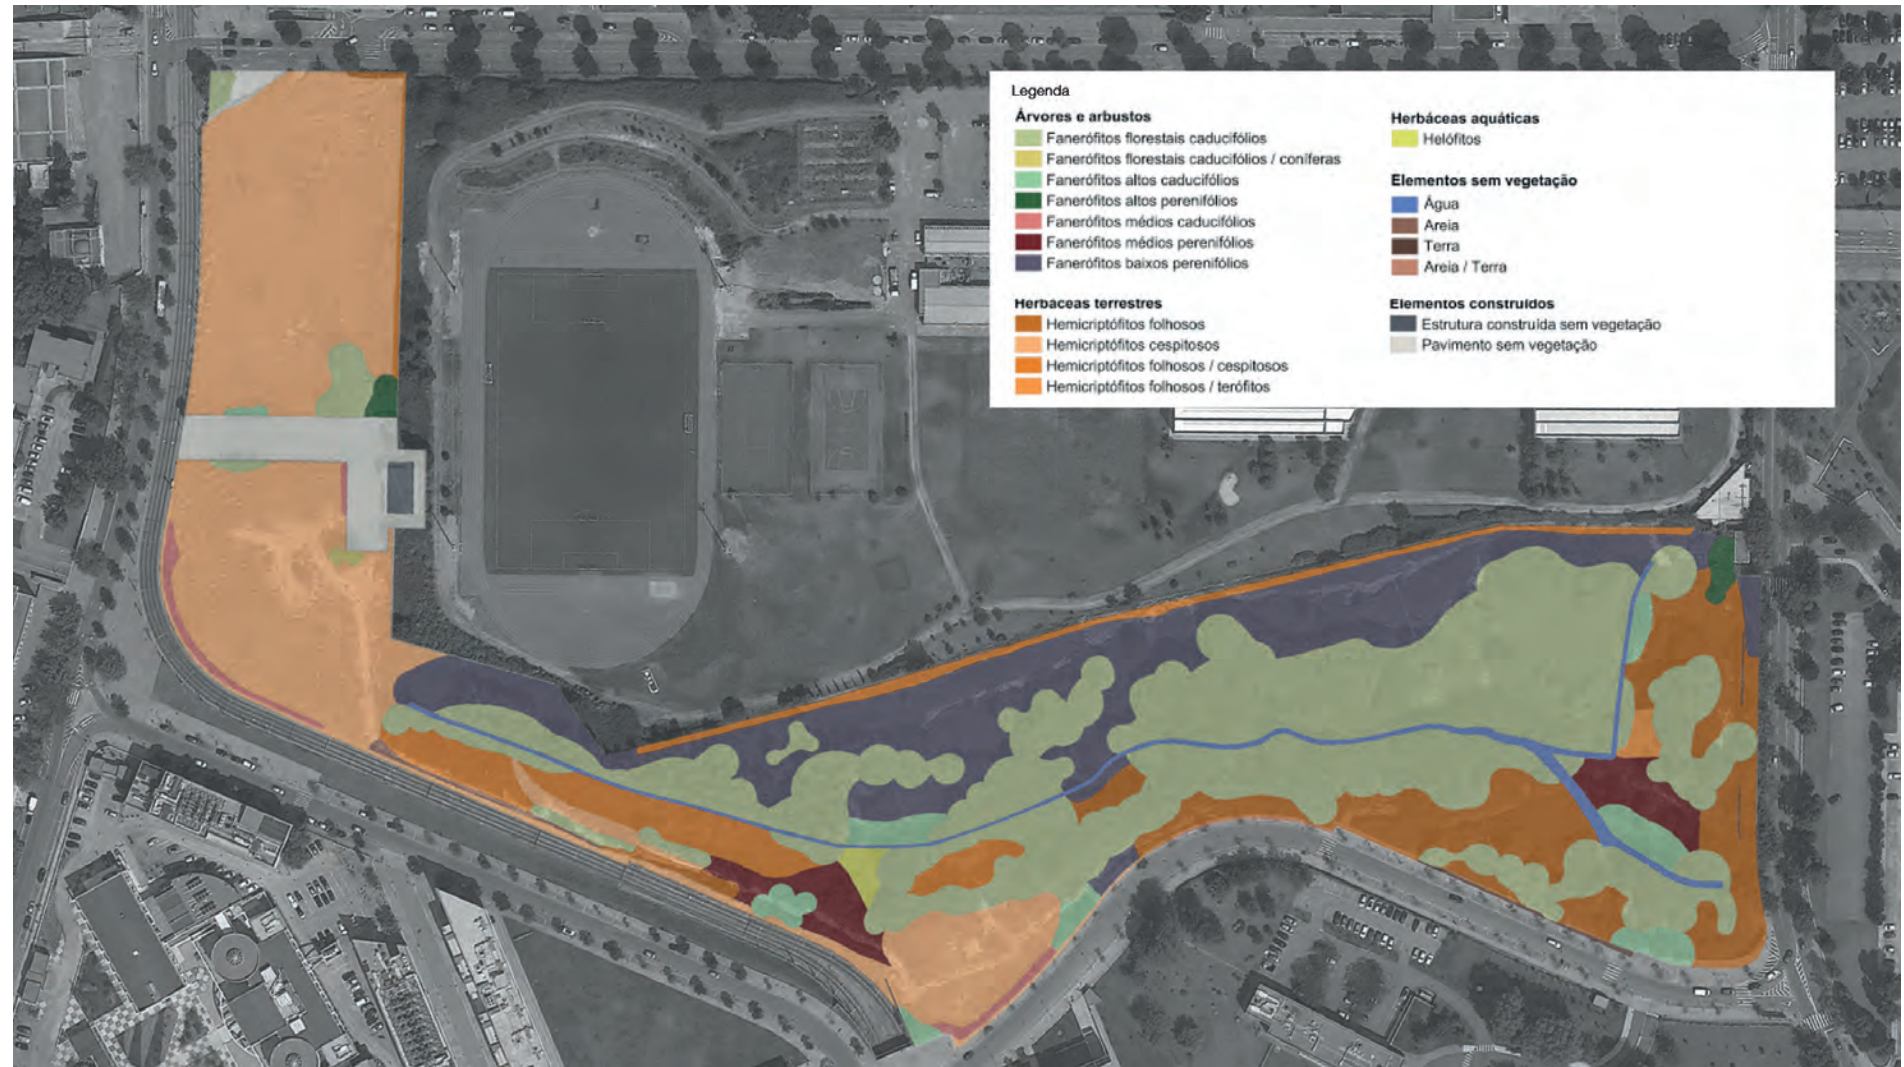 Legenda
Árvores e arbustos
Fanerófitos florestais caducifólios
Fanerófitos florestais caducifólios / coníferas
Fanerófitos altos caducifólios
Fanerófitos altos perenifólios
Fanerófitos médios caducifólios
Fanerófitos médios perenifólios
Fanerófitos baixos perenifólios
Herbáceas terrestres
Hemicriptófitos folhosos
Hemicriptófitos cespitosos
Hemicriptófitos folhosos / cespitosos
Hemicriptófitos folhosos / terófitos
Herbáceas aquáticas
Helófitos
Elementos sem vegetação
Água
Areia
Terra
Areia / Terra
Elementos construídos
Estrutura construída sem vegetação
Pavimento sem vegetação